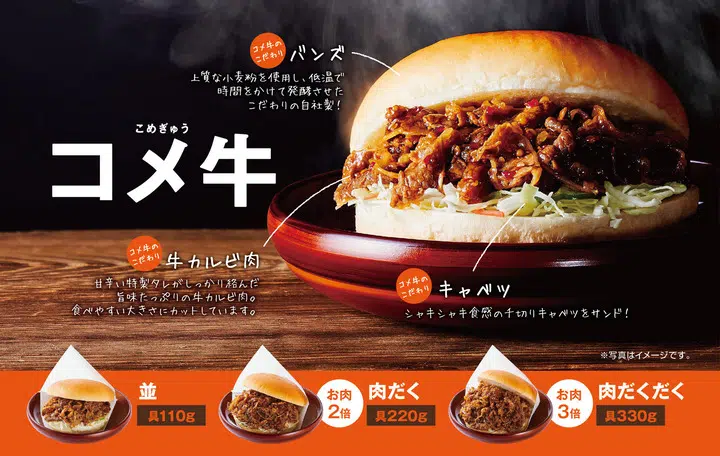 コメ牛の
こだわり
バンズ
上質な小麦粉を使用し、低温で
時間をかけて発酵させた
こだわりの自社製！
こめぎゅう
コメ牛
コメ牛の
こだわり
牛カルビ肉
甘辛い特製タレがしっかり絡んだ
旨味たっぷりの牛カルビ肉。
食べやすい大きさにカットしています。
コメ牛の
こだわり
キャベツ
シャキシャキ食感の千切りキャベツをサンド！
※写真はイメージです。
並
具110g
お肉
2倍
肉だく
具220g
お肉
3倍
肉だくだく
具330g